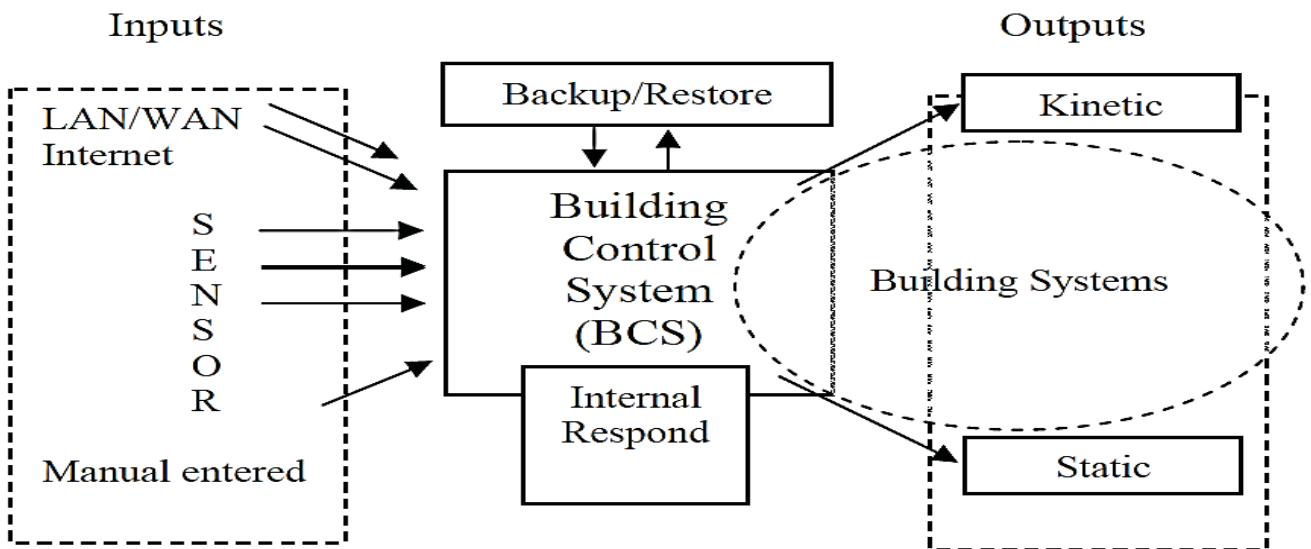 Inputs
Outputs
LAN/WAN
Internet
S
E
N
S
O
R
Manual entered
Backup/Restore
Building
Control
System
(BCS)
Internal
Respond
Kinetic
Building Systems
Static